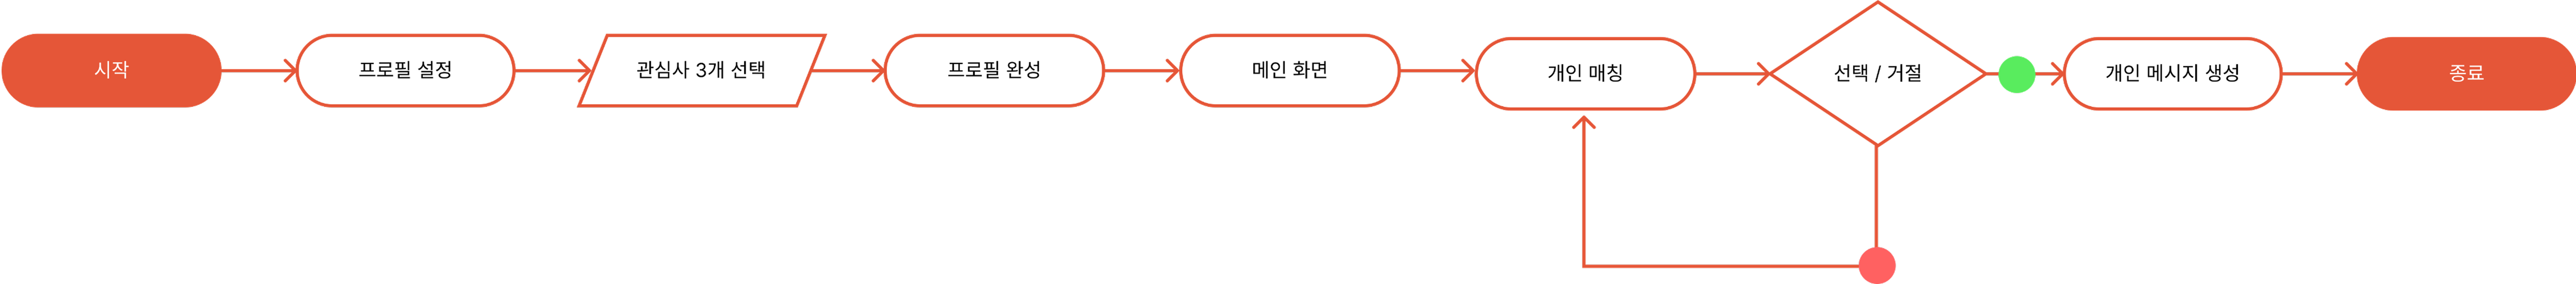 시작
프로필 설정
관심사 3개 선택
프로필 완성
메인 화면
개인 매칭
선택 / 거절
개인 메시지 생성
종료